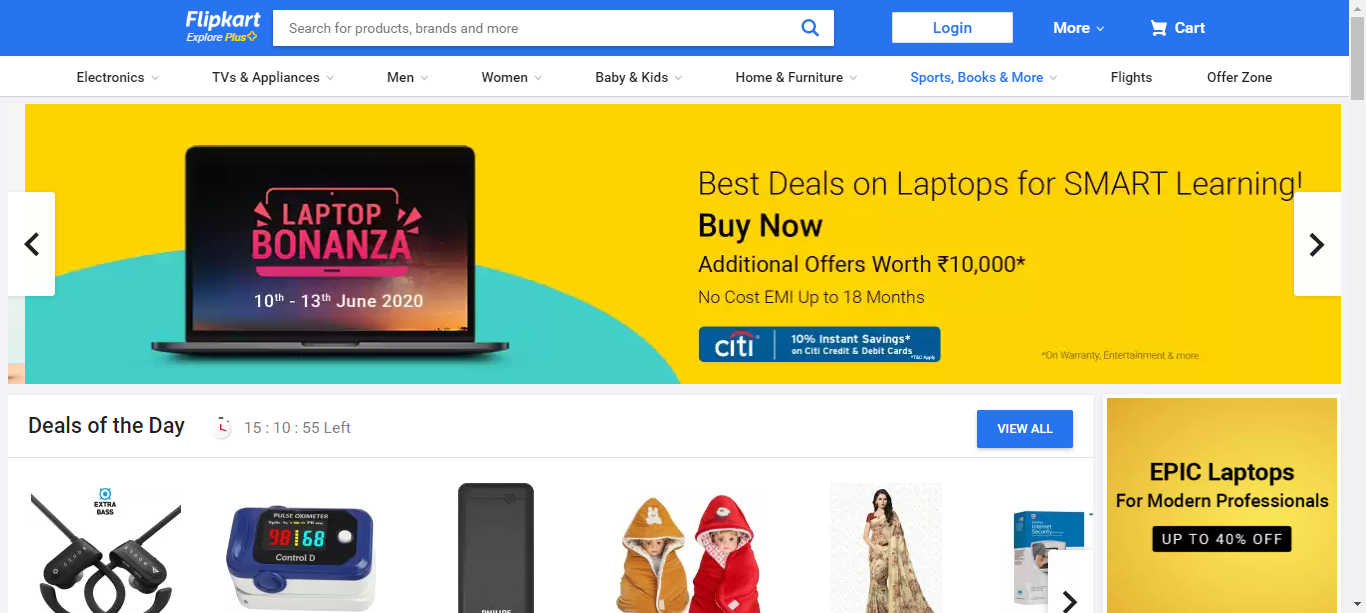 Flipkart
Explore Plus
Search for products, brands and more
Login
More
Cart
Electronics
TVs & Appliances
Men
Women
Baby & Kids
Home & Furniture
Sports, Books & More
Flights
Offer Zone
LAPTOP
BONANZA
10th - 13th June 2020
Best Deals on Laptops for SMART Learning!
Buy Now
Additional Offers Worth ₹10,000*
No Cost EMI Up to 18 Months
citi
10% Instant Savings*
on Citi Credit & Debit Cards
*T&C Apply
*On Warranty, Entertainment & more
Deals of the Day
15 : 10 : 55 Left
VIEW ALL
EXTRA
BASS
PULSE OXIMETER
98 68
Control D
PHILIPS
Internet
Security
EPIC Laptops
For Modern Professionals
UP TO 40% OFF